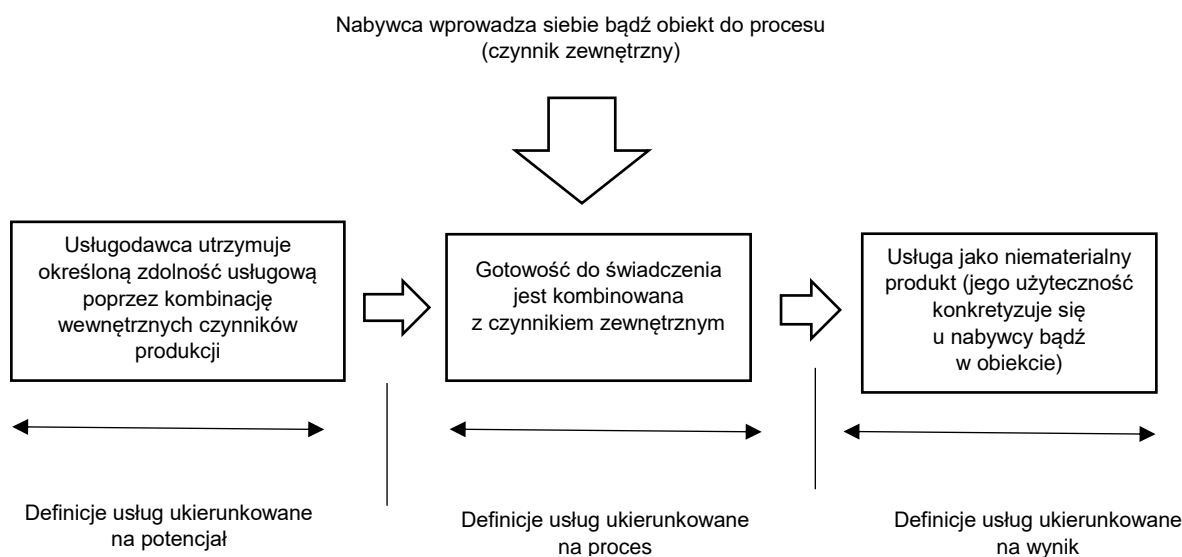 Nabywca wprowadza siebie bądź obiekt do procesu
(czynnik zewnętrzny)
Usługodawca utrzymuje
określoną zdolność usługową
poprzez kombinację
wewnętrznych czynników
produkcji
Gotowość do świadczenia
jest kombinowana
z czynnikiem zewnętrznym
Usługa jako niematerialny
produkt (jego użyteczność
konkretyzuje się
u nabywcy bądź
w obiekcie)
Definicje usług ukierunkowane
na potencjał
Definicje usług ukierunkowane
na proces
Definicje usług ukierunkowane
na wynik